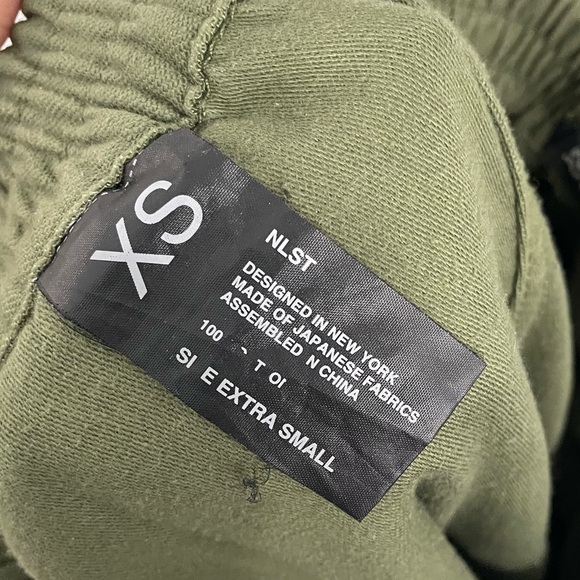 XS
NLST
DESIGNED IN NEW YORK
MADE OF JAPANESE FABRICS
ASSEMBLED N CHINA
100
SI E EXTRA SMALL